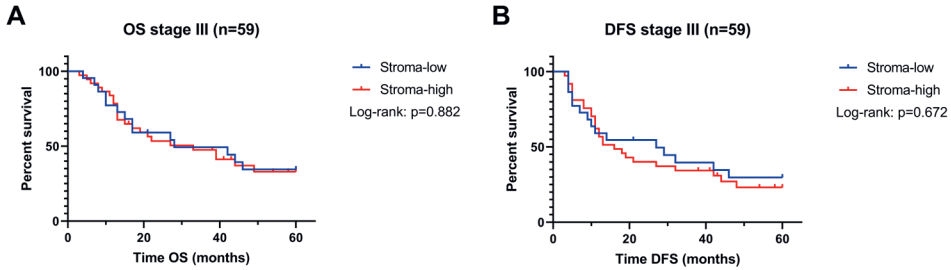 A
OS stage III (n=59)
Percent survival
100
50
0
0 20 40 60
Time OS (months)
Stroma-low
Stroma-high
Log-rank: p=0.882
B
DFS stage III (n=59)
Percent survival
100
50
0
0 20 40 60
Time DFS (months)
Stroma-low
Stroma-high
Log-rank: p=0.672